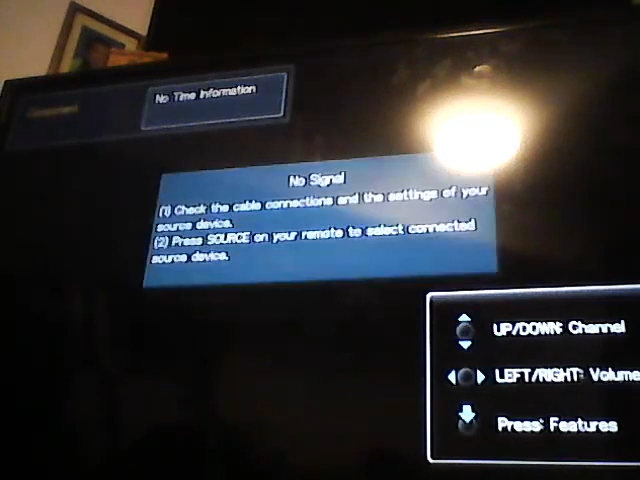 No Time Information
No Signal
(1) Check the cable connections and the settings of your
source device.
(2) Press SOURCE on your remote to select connected
source device.
UP/DOWN: Channel
LEFT/RIGHT: Volume
Press: Features